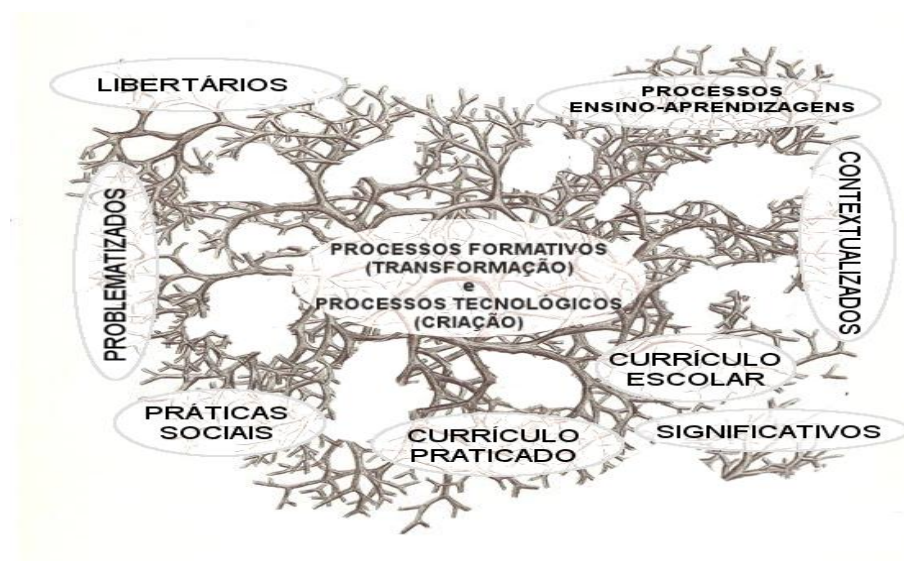 LIBERTÁRIOS
PROCESSOS
ENSINO-APRENDIZAGENS
PROBLEMATIZADOS
CONTEXTUALIZADOS
PROCESSOS FORMATIVOS
(TRANSFORMAÇÃO)
e
PROCESSOS TECNOLÓGICOS
(CRIAÇÃO)
CURRÍCULO
ESCOLAR
PRÁTICAS
SOCIAIS
CURRÍCULO
PRATICADO
SIGNIFICATIVOS